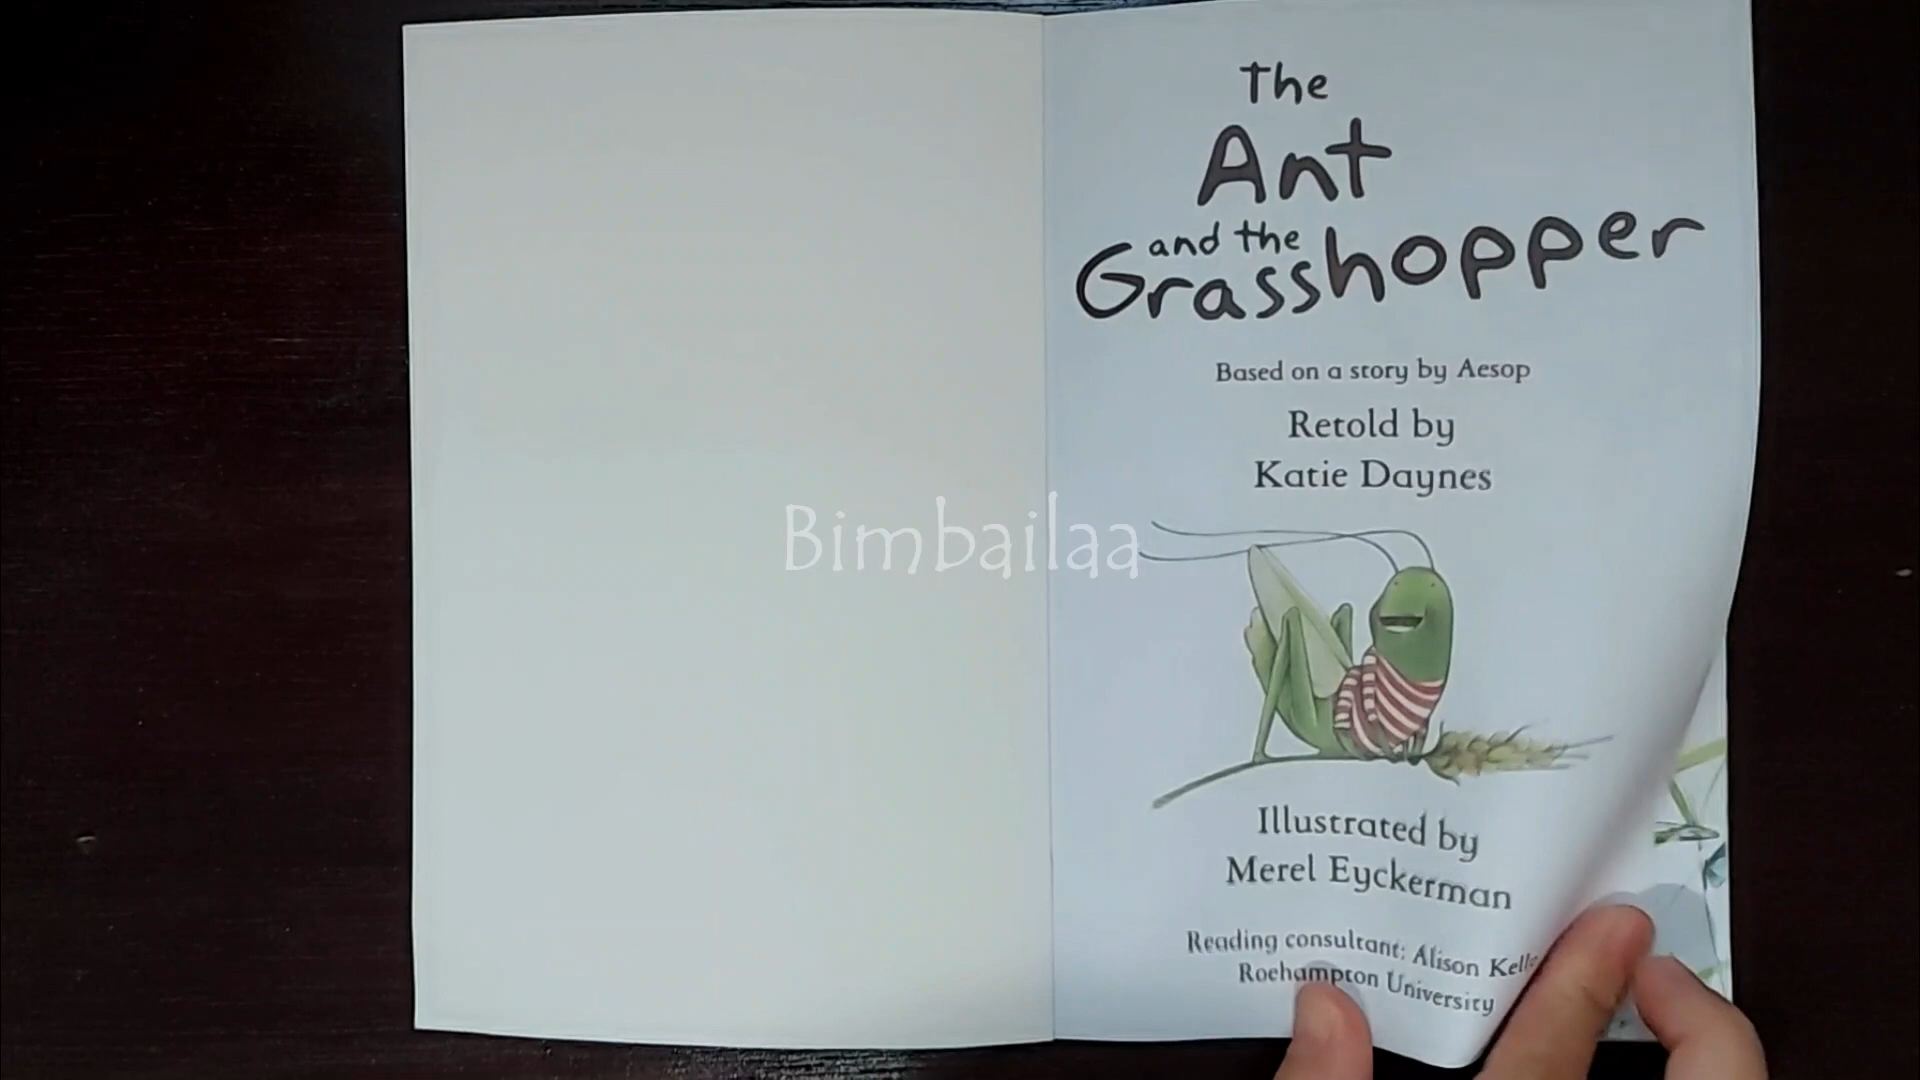 The
Ant
and the
Grasshopper
Based on a story by Aesop
Retold by
Katie Daynes
Bimbailaa
Illustrated by
Merel Eyckerman
Reading consultant: Alison
Roehampton University